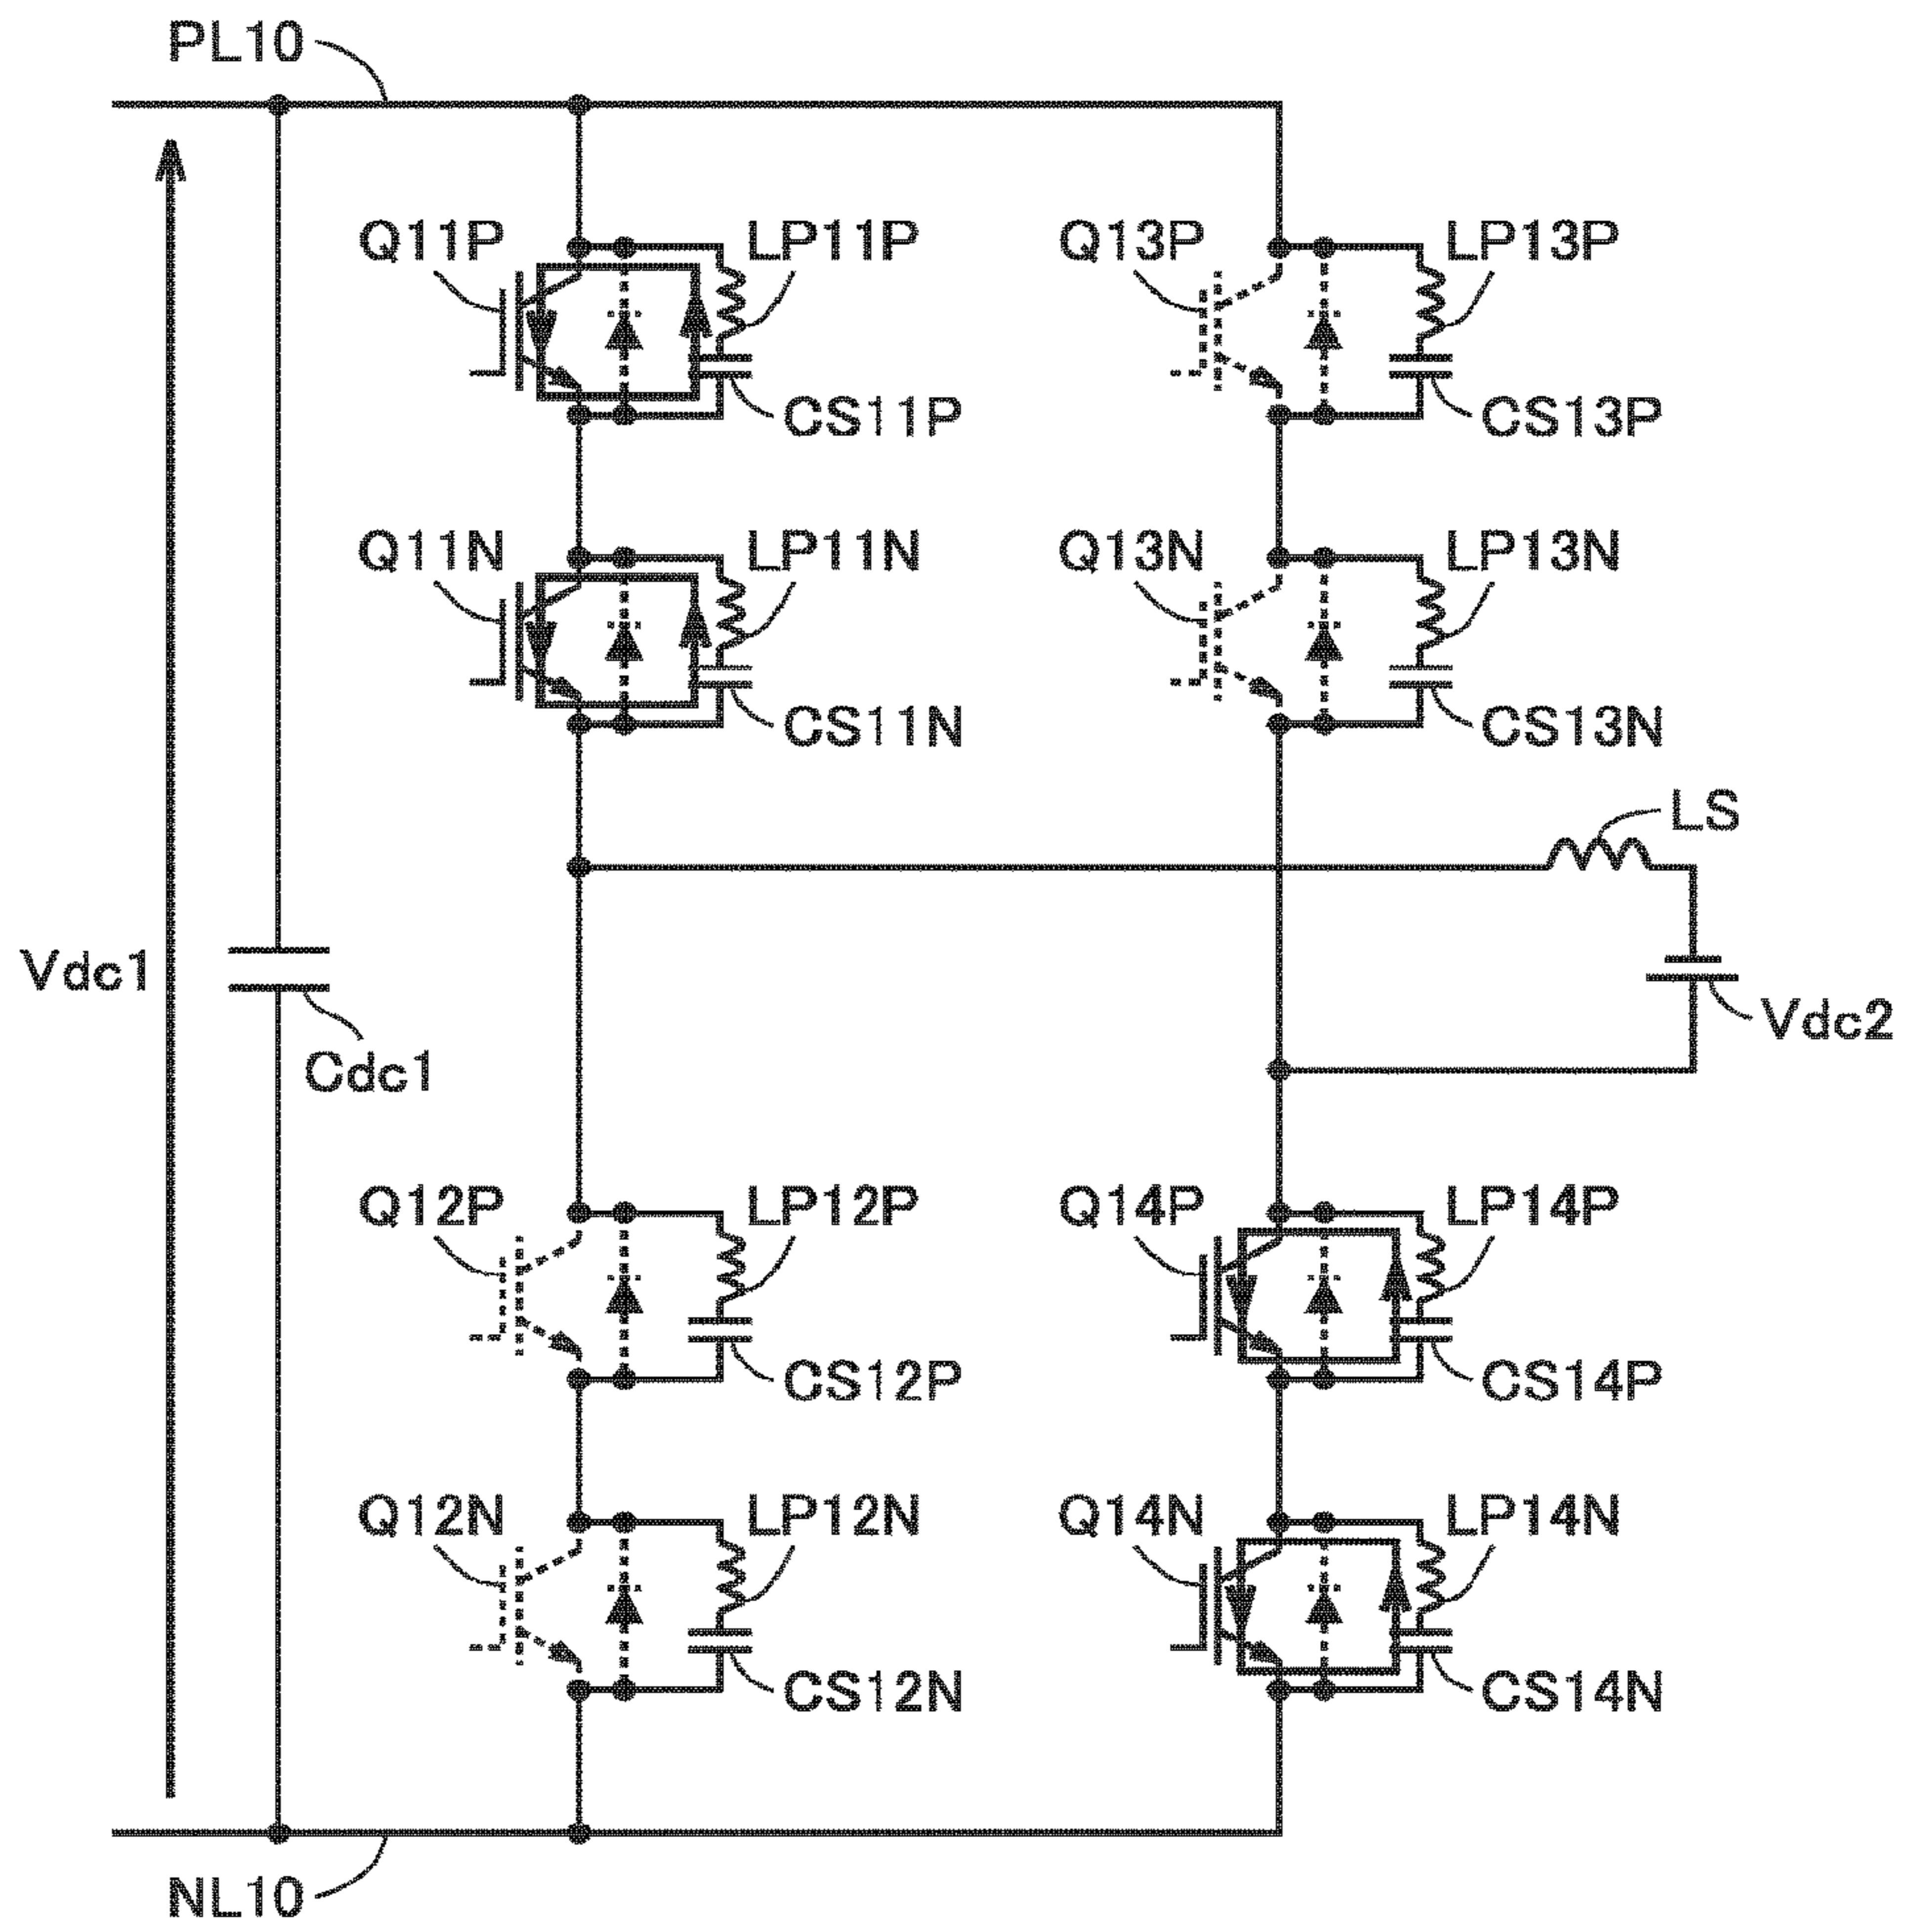 PL10
Q11P
LP11P
Q13P
LP13P
CS11P
CS13P
Q11N
LP11N
Q13N
LP13N
CS11N
CS13N
LS
Vdc1
Vdc2
Cdc1
Q12P
LP12P
Q14P
LP14P
CS12P
CS14P
Q12N
LP12N
Q14N
LP14N
CS12N
CS14N
NL10